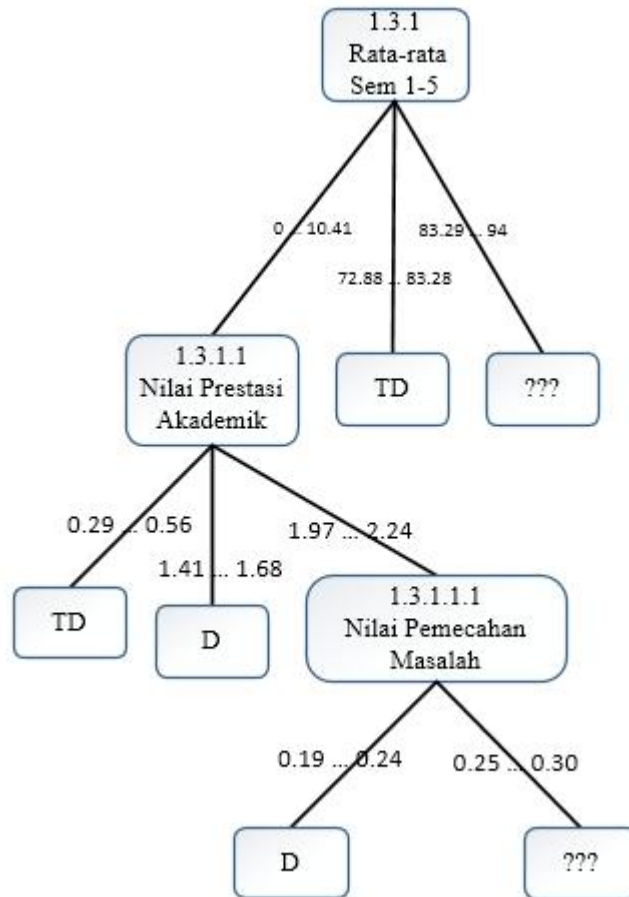 1.3.1
Rata-rata
Sem 1-5
0 ... 10.41
83.29 ... 94
72.88 ... 83.28
1.3.1.1
Nilai Prestasi
Akademik
TD
???
0.29 ... 0.56
1.97 ... 2.24
1.41 ... 1.68
TD
D
1.3.1.1.1
Nilai Pemecahan
Masalah
0.19 ... 0.24
0.25 ... 0.30
D
???